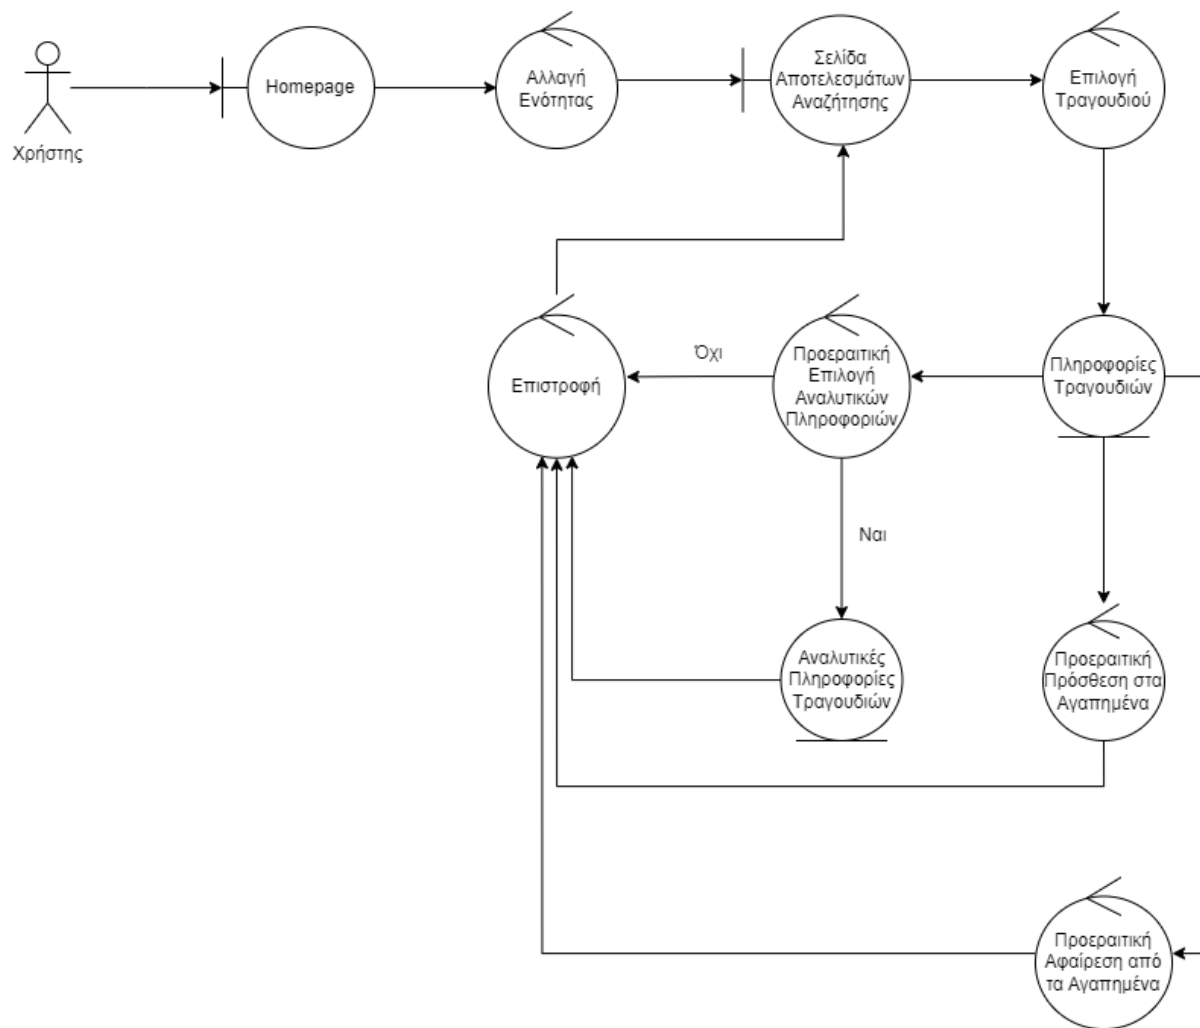 Χρήστης
Homepage
Αλλαγή
Ενότητας
Σελίδα
Αποτελεσμάτων
Αναζήτησης
Επιλογή
Τραγουδιού
Επιστροφή
Όχι
Προεραιτική
Επιλογή
Αναλυτικών
Πληροφοριών
Πληροφορίες
Τραγουδιών
Ναι
Αναλυτικές
Πληροφορίες
Τραγουδιών
Προεραιτική
Πρόσθεση στα
Αγαπημένα
Προεραιτική
Αφαίρεση από
τα Αγαπημένα